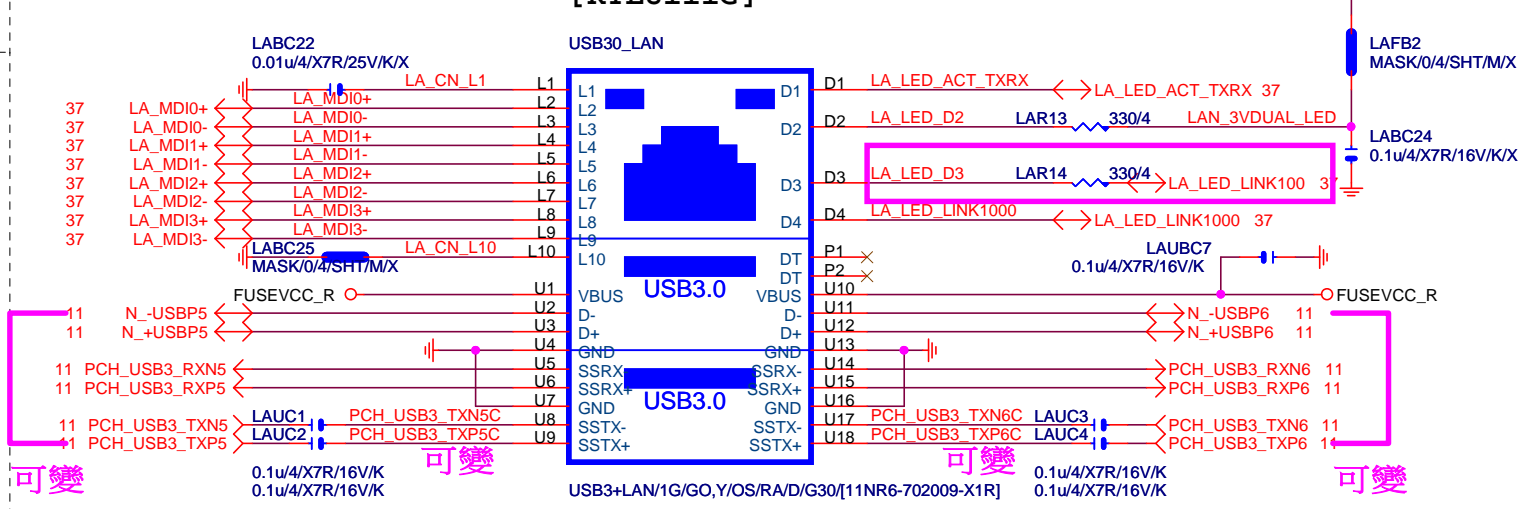 LABC22
0.01u/4/X7R/25V/K/X
USB30_LAN
LAFB2
MASK/0/4/SHT/M/X
LA_CN_L1 L1 L1 D1 D1 LA_LED_ACT_TXRX LA_LED_ACT_TXRX 37
37 LA_MDI0+ LA_MDI0+ L2 L2
37 LA_MDI0- LA_MDI0- L3 L3 D2 D2 LA_LED_D2 LAR13 330/4 LAN_3VDUAL_LED
37 LA_MDI1+ LA_MDI1+ L4 L4
LABC24
0.1u/4/X7R/16V/K/X
37 LA_MDI1- LA_MDI1- L5 L5
37 LA_MDI2+ LA_MDI2+ L6 L6 D3 D3 LA_LED_D3 LAR14 330/4 LA_LED_LINK100 37
37 LA_MDI2- LA_MDI2- L7 L7
37 LA_MDI3+ LA_MDI3+ L8 L8 D4 D4 LA_LED_LINK1000 LA_LED_LINK1000 37
37 LA_MDI3- LA_MDI3- L9 L9
LABC25 LA_CN_L10 L10 L10 DT P1
MASK/0/4/SHT/M/X
DT P2
LAUBC7
0.1u/4/X7R/16V/K
FUSEVCC_R U1 VBUS USB3.0 VBUS U10 FUSEVCC_R
11 N_-USBP5 U2 D- D- U11 N_-USBP6 11
11 N_+USBP5 U3 D+ D+ U12 N_+USBP6 11
U4 GND GND U13
11 PCH_USB3_RXN5 U5 SSRX- SSRX- U14 PCH_USB3_RXN6 11
11 PCH_USB3_RXP5 U6 SSRX+ SSRX+ U15 PCH_USB3_RXP6 11
U7 GND USB3.0 GND U16
11 PCH_USB3_TXN5 LAUC1 PCH_USB3_TXN5C U8 SSTX- SSTX- U17 PCH_USB3_TXN6C LAUC3 PCH_USB3_TXN6 11
11 PCH_USB3_TXP5 LAUC2 PCH_USB3_TXP5C U9 SSTX+ SSTX+ U18 PCH_USB3_TXP6C LAUC4 PCH_USB3_TXP6 11
可變 可變 可變 可變
0.1u/4/X7R/16V/K 0.1u/4/X7R/16V/K
0.1u/4/X7R/16V/K 0.1u/4/X7R/16V/K
USB3+LAN/1G/GO,Y/OS/RA/D/G30/[11NR6-702009-X1R]